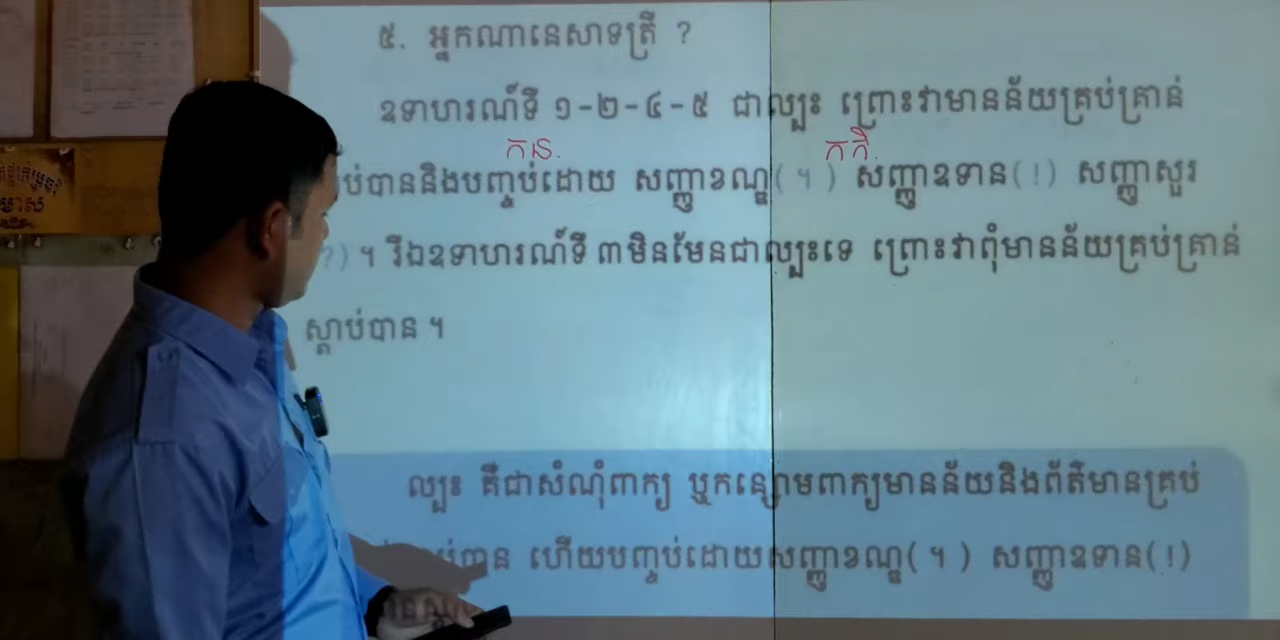 ៥. អ្នកណានេសាទត្រី ?
ឧទាហរណ៍ទី ១-២-៤-៥ ជាល្បះ ព្រោះវាមានន័យគ្រប់គ្រាន់
កន. កកិ.
ប់បាននិងបញ្ចប់ដោយ សញ្ញាខណ្ឌ( ។ ) សញ្ញាឧទាន(!) សញ្ញាសួរ
?) ។ រីឯឧទាហរណ៍ទី ៣មិនមែនជាល្បះទេ ព្រោះវាពុំមានន័យគ្រប់គ្រាន់
ស្ដាប់បាន ។
ល្បះ គឺជាសំណុំពាក្យ ឬកន្សោមពាក្យមានន័យនិងព័ត៌មានគ្រប់
ប់បាន ហើយបញ្ចប់ដោយសញ្ញាខណ្ឌ( ។ ) សញ្ញាឧទាន(!)